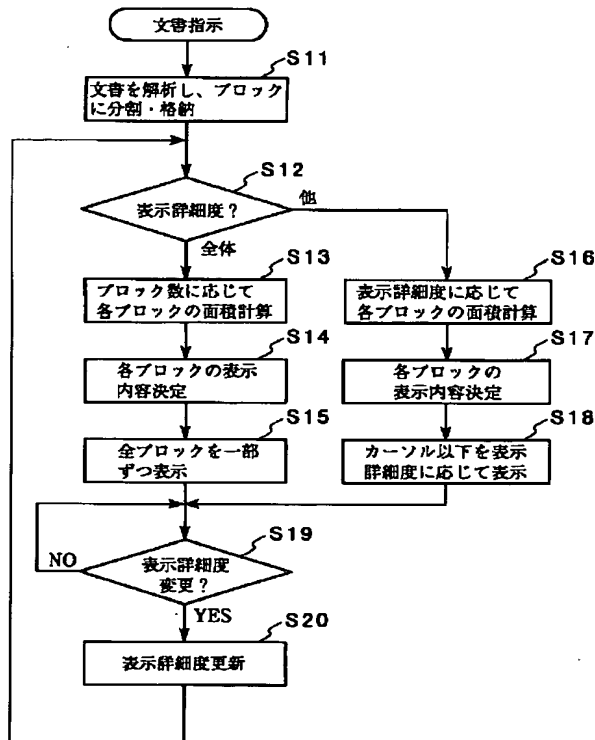 文書指示
S11
文書を解析し、ブロック
に分割・格納
S12
表示詳細度？
他
全体
S13
ブロック数に応じて
各ブロックの面積計算
S16
表示詳細度に応じて
各ブロックの面積計算
S14
各ブロックの表示
内容決定
S17
各ブロックの
表示内容決定
S15
全ブロックを一部
ずつ表示
S18
カーソル以下を表示
詳細度に応じて表示
S19
NO
表示詳細度
変更？
YES
S20
表示詳細度更新